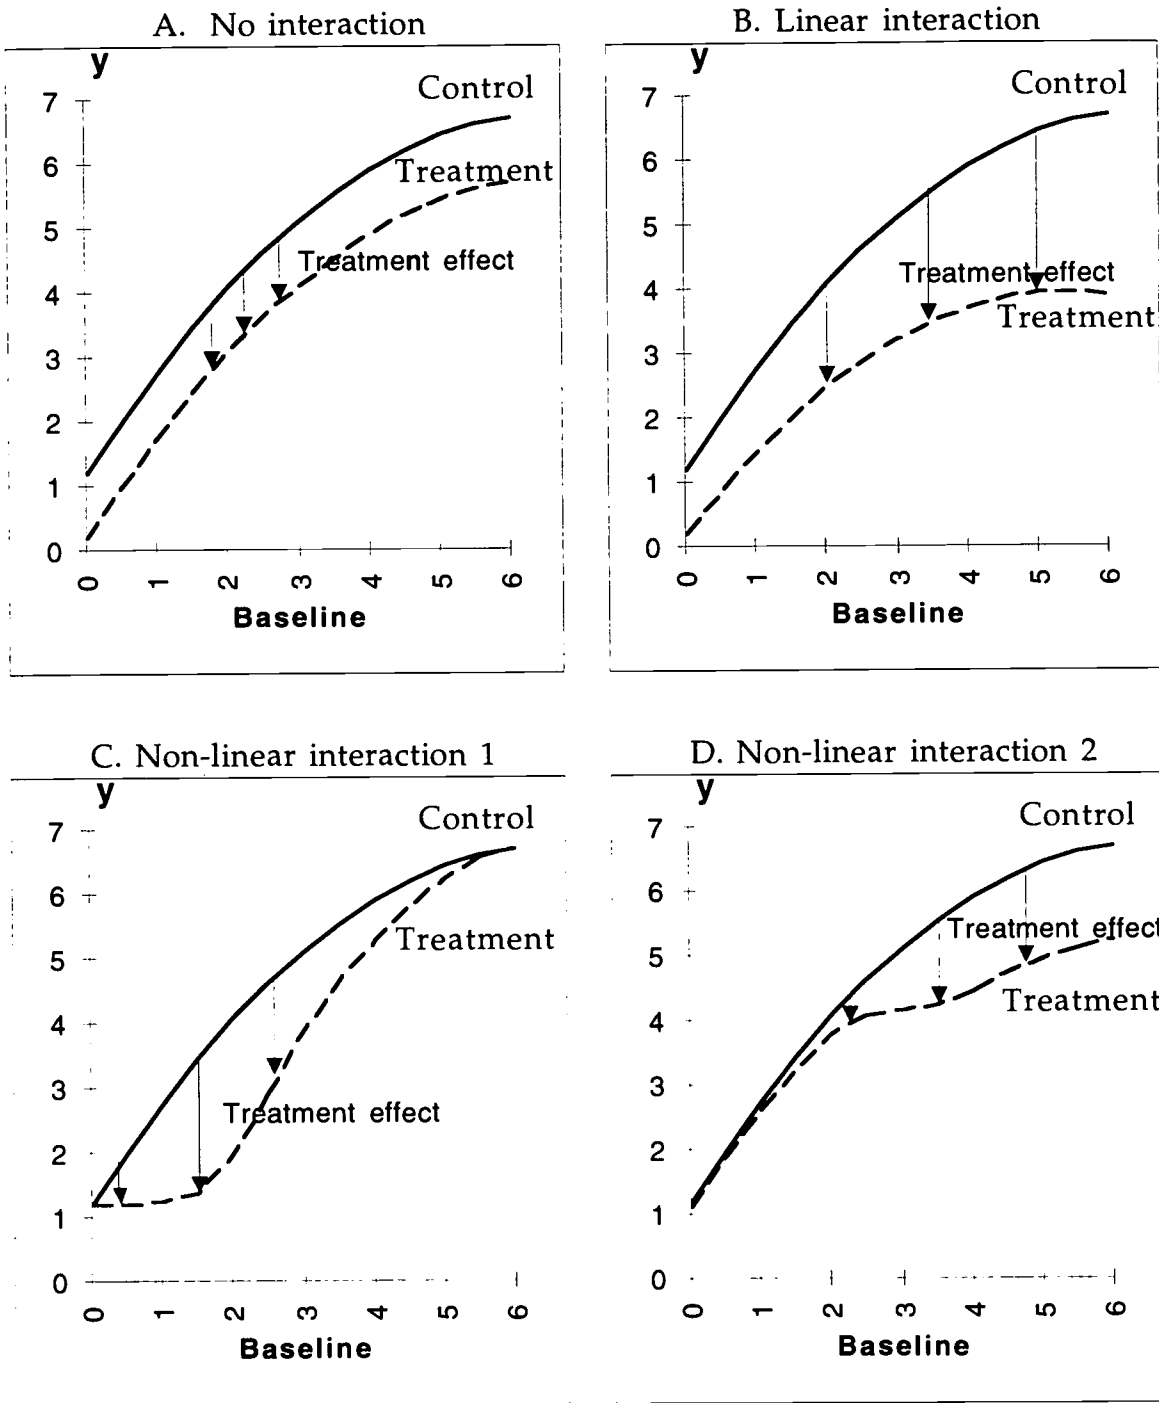 A. No interaction
y
Control
7
6
Treatment
5
Treatment effect
4
3
2
1
0
0 1 2 3 4 5 6
Baseline
B. Linear interaction
y
Control
7
6
5
Treatment effect
4
Treatment
3
2
1
0
0 1 2 3 4 5 6
Baseline
C. Non-linear interaction 1
y
Control
7
6
Treatment
5
4
3
Treatment effect
2
1
0
0 1 2 3 4 5 6
Baseline
D. Non-linear interaction 2
y
Control
7
6
Treatment effect
5
Treatment
4
3
2
1
0
0 1 2 3 4 5 6
Baseline